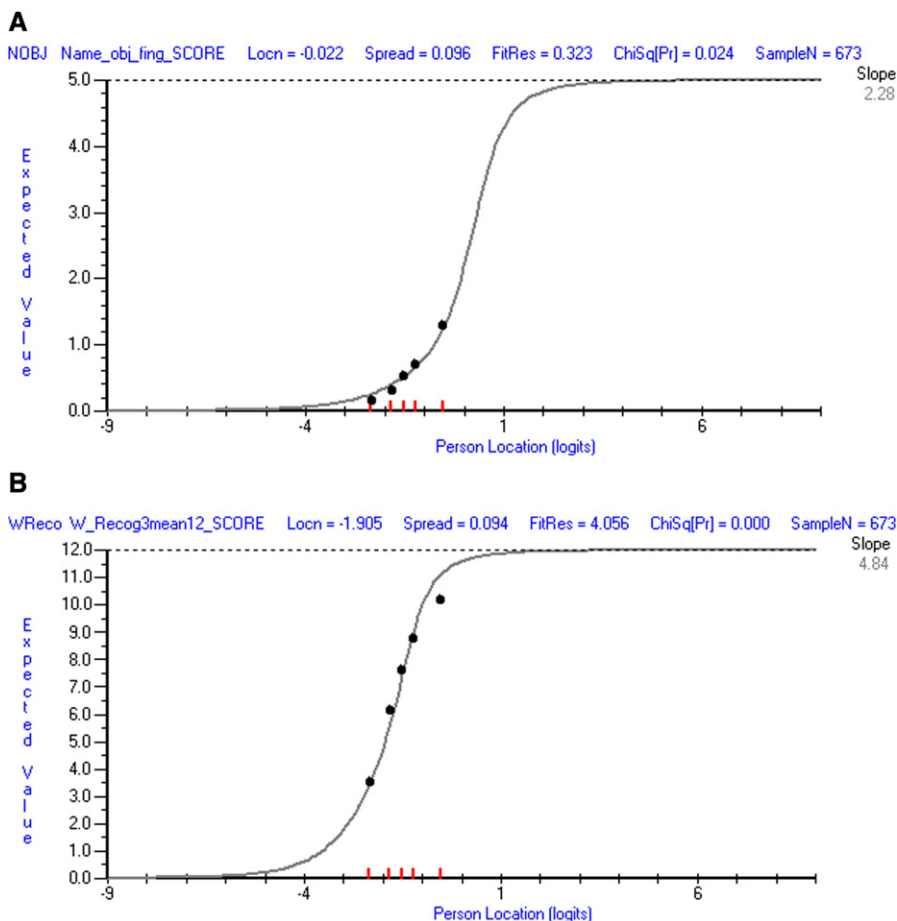 A
NOBJ Name_obj_fing_SCORE Locn = -0.022 Spread = 0.096 FitRes = 0.323 ChiSq[Pr] = 0.024 SampleN = 673
Slope
2.28
Expected Value
5.0
4.0
3.0
2.0
1.0
0.0
-9 -4 1 6
Person Location (logits)
B
WReco W_Recog3mean12_SCORE Locn = -1.905 Spread = 0.094 FitRes = 4.056 ChiSq[Pr] = 0.000 SampleN = 673
Slope
4.84
Expected Value
12.0
11.0
10.0
9.0
8.0
7.0
6.0
5.0
4.0
3.0
2.0
1.0
0.0
-9 -4 1 6
Person Location (logits)